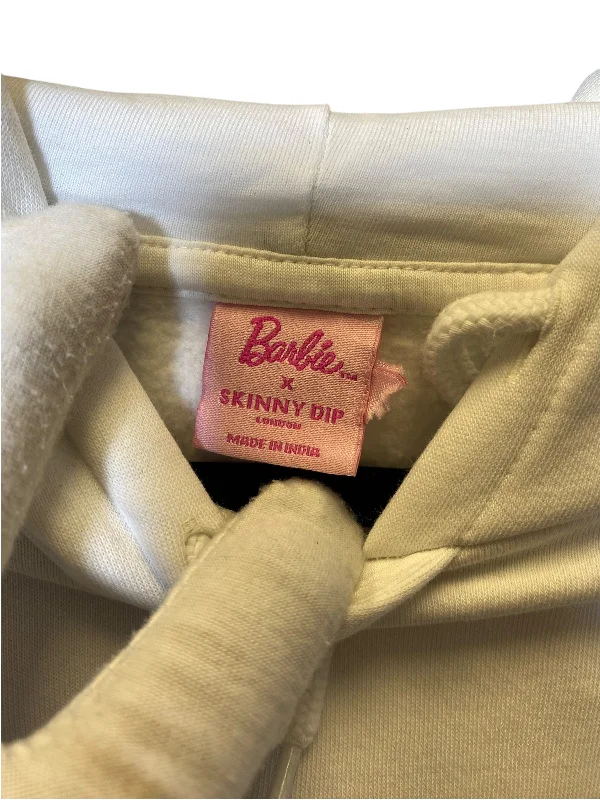 Barbie™
X
SKINNY DIP
LONDON
MADE IN INDIA